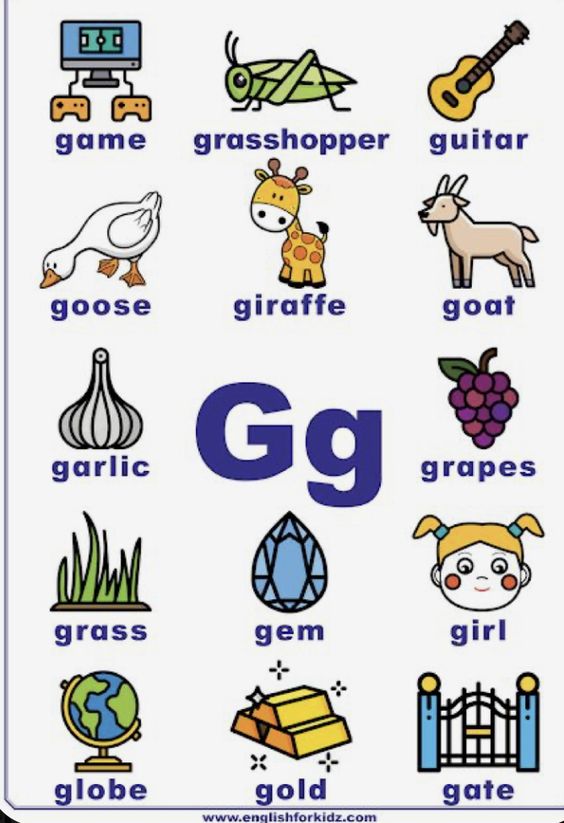 game grasshopper guitar
goose giraffe goat
garlic Gg grapes
grass gem girl
globe gold gate
www.englishforkidz.com